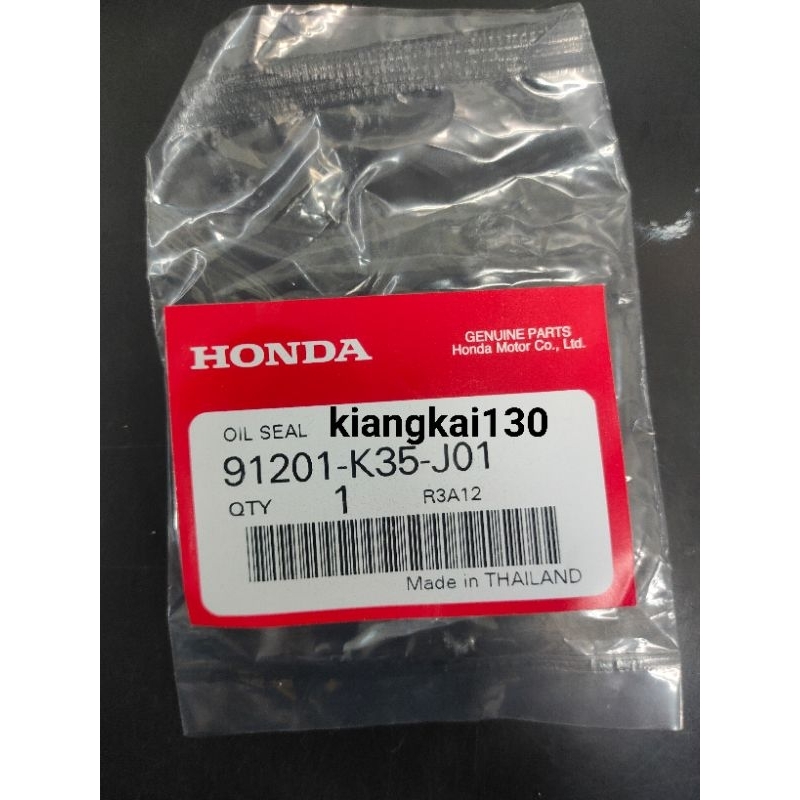 HONDA
GENUINE PARTS
Honda Motor Co., Ltd.
OIL SEAL kiangkai130
91201-K35-J01
QTY 1 R3A12
Made in THAILAND